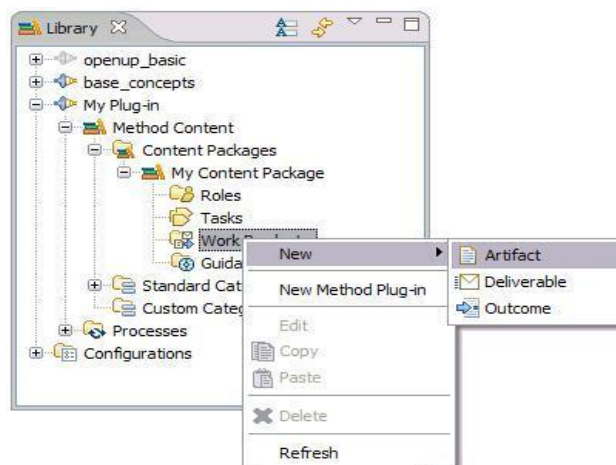 Library
openup_basic
base_concepts
My Plug-in
Method Content
Content Packages
My Content Package
Roles
Tasks
Work
Guida
Standard Cat
Custom Categ
Processes
Configurations
New
New Method Plug-in
Edit
Copy
Paste
Delete
Refresh
Artifact
Deliverable
Outcome